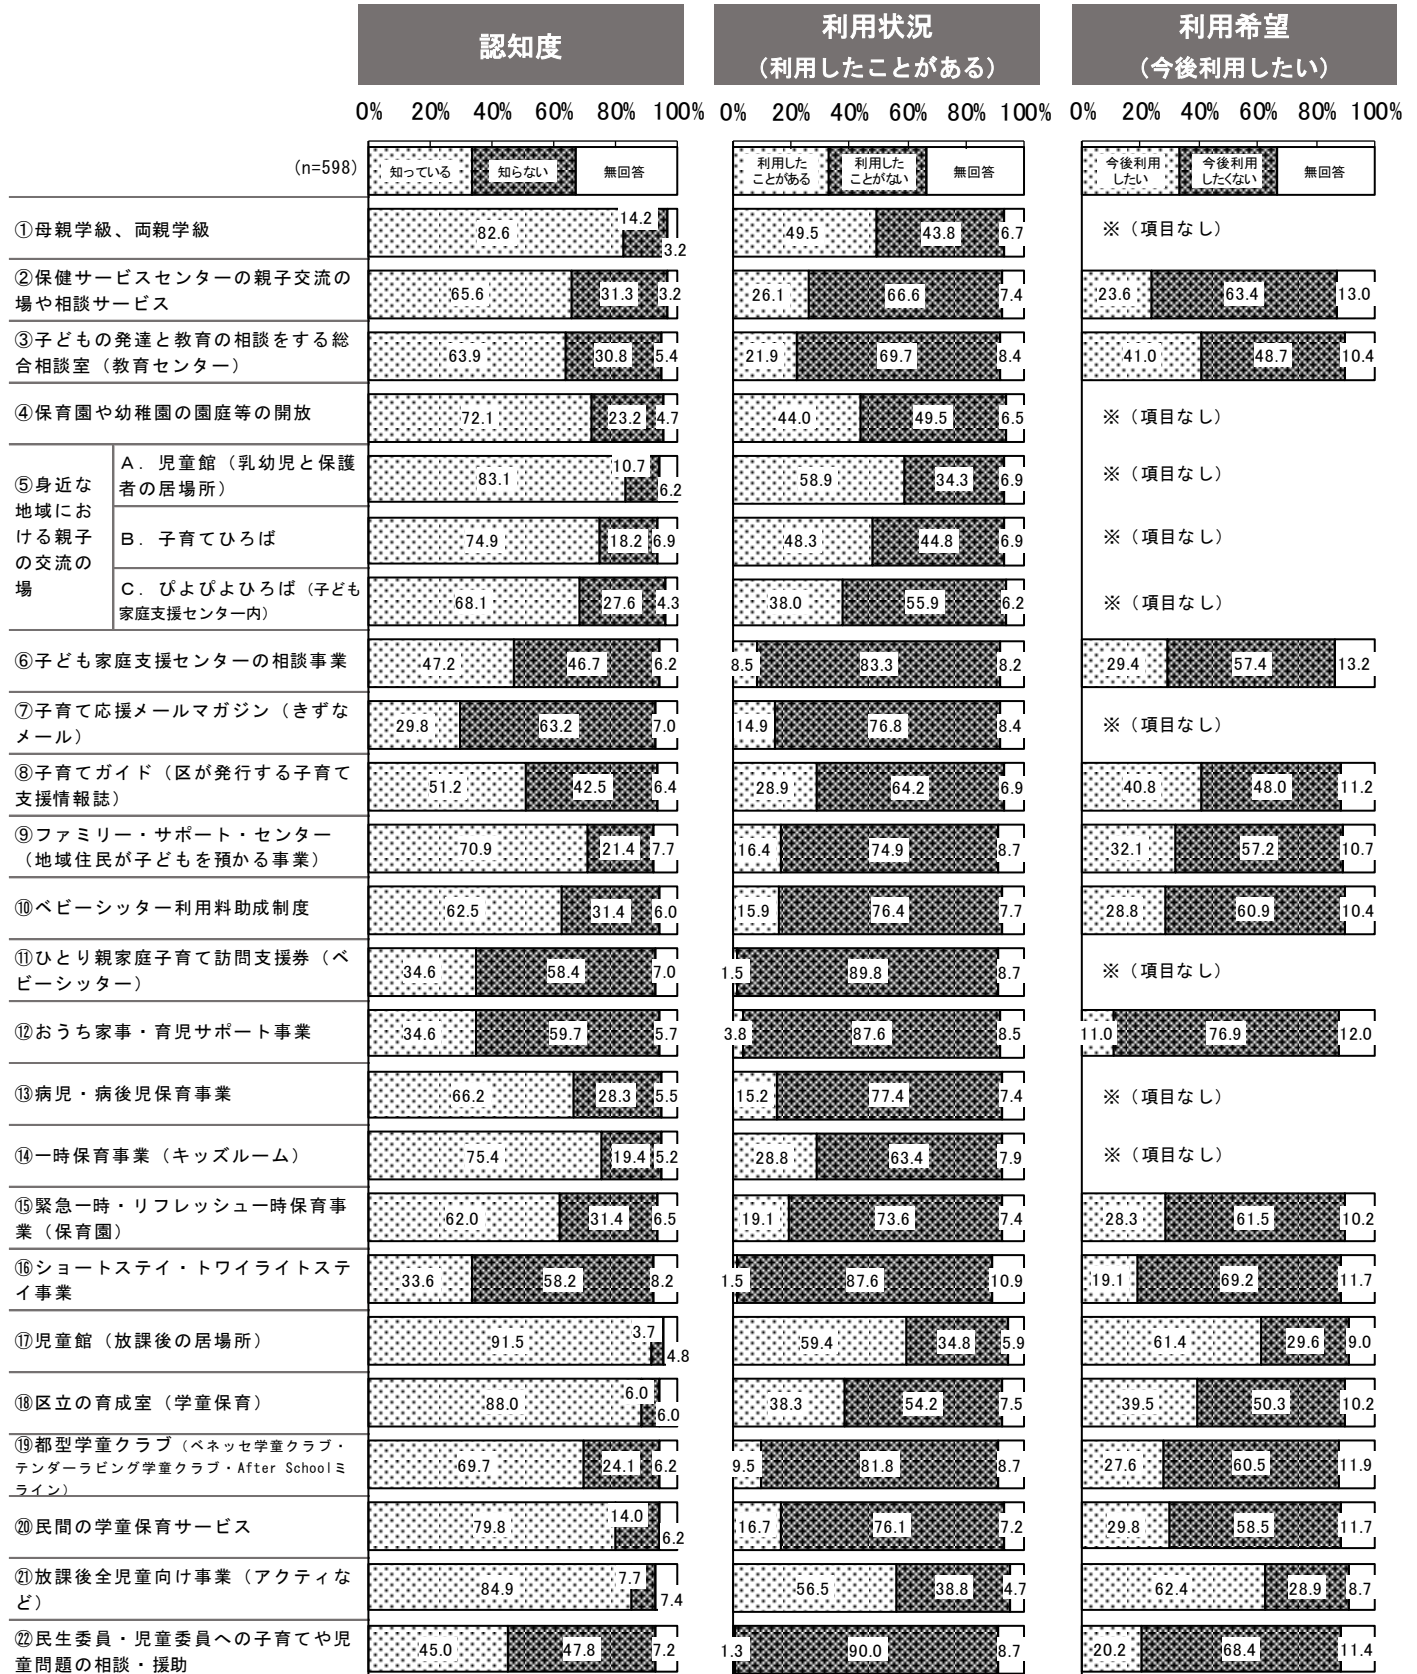 認知度
利用状況
（利用したことがある）
利用希望
（今後利用したい）
0% 20% 40% 60% 80% 100%
0% 20% 40% 60% 80% 100%
0% 20% 40% 60% 80% 100%
(n=598)
知っている 知らない 無回答
利用した
ことがある
利用した
ことがない
無回答
今後利用
したい
今後利用
したくない
無回答
①母親学級、両親学級
82.6 14.2 3.2
49.5 43.8 6.7
※（項目なし）
②保健サービスセンターの親子交流の
場や相談サービス
65.6 31.3 3.2
26.1 66.6 7.4
23.6 63.4 13.0
③子どもの発達と教育の相談をする総
合相談室（教育センター）
63.9 30.8 5.4
21.9 69.7 8.4
41.0 48.7 10.4
④保育園や幼稚園の園庭等の開放
72.1 23.2 4.7
44.0 49.5 6.5
※（項目なし）
⑤身近な
地域にお
ける親子
の交流の
場
Ａ．児童館（乳幼児と保護
者の居場所）
83.1 10.7 6.2
58.9 34.3 6.9
※（項目なし）
Ｂ．子育てひろば
74.9 18.2 6.9
48.3 44.8 6.9
※（項目なし）
Ｃ．ぴよぴよひろば（子ども
家庭支援センター内）
68.1 27.6 4.3
38.0 55.9 6.2
※（項目なし）
⑥子ども家庭支援センターの相談事業
47.2 46.7 6.2
8.5 83.3 8.2
29.4 57.4 13.2
⑦子育て応援メールマガジン（きずな
メール）
29.8 63.2 7.0
14.9 76.8 8.4
※（項目なし）
⑧子育てガイド（区が発行する子育て
支援情報誌）
51.2 42.5 6.4
28.9 64.2 6.9
40.8 48.0 11.2
⑨ファミリー・サポート・センター
（地域住民が子どもを預かる事業）
70.9 21.4 7.7
16.4 74.9 8.7
32.1 57.2 10.7
⑩ベビーシッター利用料助成制度
62.5 31.4 6.0
15.9 76.4 7.7
28.8 60.9 10.4
⑪ひとり親家庭子育て訪問支援券（ベ
ビーシッター）
34.6 58.4 7.0
1.5 89.8 8.7
※（項目なし）
⑫おうち家事・育児サポート事業
34.6 59.7 5.7
3.8 87.6 8.5
11.0 76.9 12.0
⑬病児・病後児保育事業
66.2 28.3 5.5
15.2 77.4 7.4
※（項目なし）
⑭一時保育事業（キッズルーム）
75.4 19.4 5.2
28.8 63.4 7.9
※（項目なし）
⑮緊急一時・リフレッシュ一時保育事
業（保育園）
62.0 31.4 6.5
19.1 73.6 7.4
28.3 61.5 10.2
⑯ショートステイ・トワイライトステ
イ事業
33.6 58.2 8.2
1.5 87.6 10.9
19.1 69.2 11.7
⑰児童館（放課後の居場所）
91.5 3.7 4.8
59.4 34.8 5.9
61.4 29.6 9.0
⑱区立の育成室（学童保育）
88.0 6.0 6.0
38.3 54.2 7.5
39.5 50.3 10.2
⑲都型学童クラブ（ベネッセ学童クラブ・
テンダーラビング学童クラブ・After Schoolミ
ライン）
69.7 24.1 6.2
9.5 81.8 8.7
27.6 60.5 11.9
⑳民間の学童保育サービス
79.8 14.0 6.2
16.7 76.1 7.2
29.8 58.5 11.7
㉑放課後全児童向け事業（アクティな
ど）
84.9 7.7 7.4
56.5 38.8 4.7
62.4 28.9 8.7
㉒民生委員・児童委員への子育てや児
童問題の相談・援助
45.0 47.8 7.2
1.3 90.0 8.7
20.2 68.4 11.4